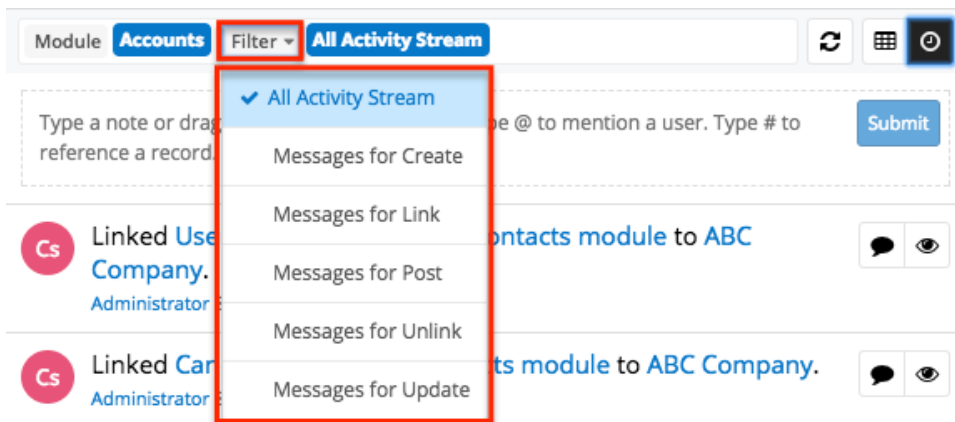 Module Accounts Filter All Activity Stream
All Activity Stream
Type a note or drag e @ to mention a user. Type # to Submit
reference a record.
Messages for Create
Messages for Link
Cs Linked Use ontacts module to ABC
Company.
Messages for Post
Administrator
Messages for Unlink
Cs Linked Car ts module to ABC Company.
Messages for Update
Administrator